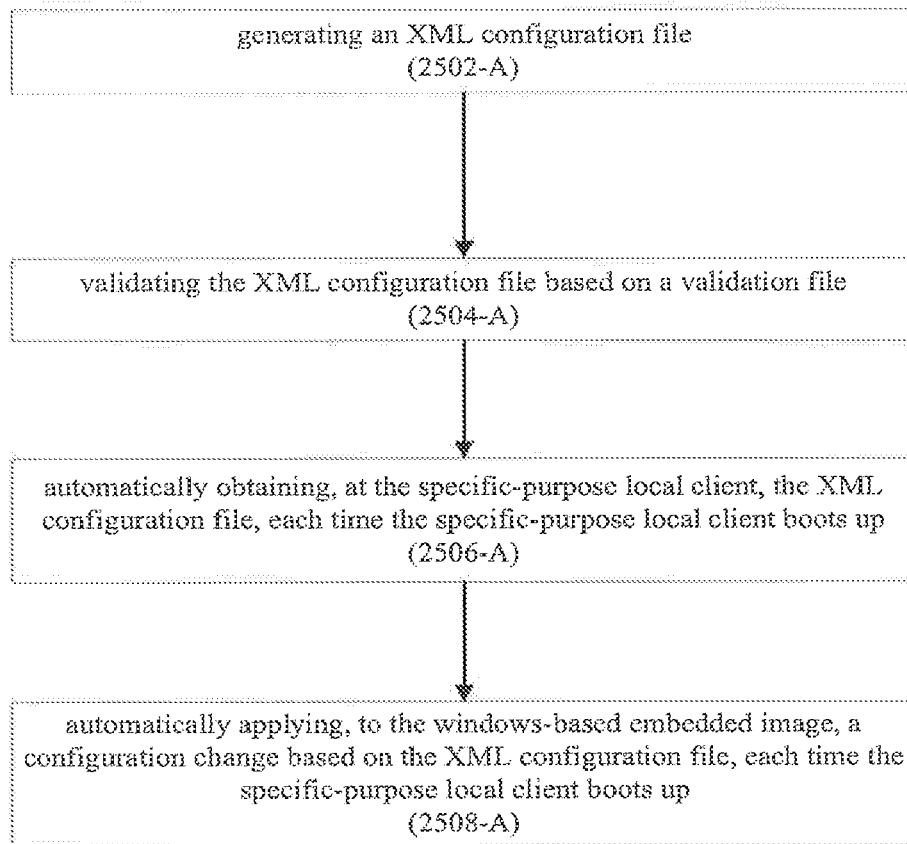 generating an XML configuration file
(2502-A)
validating the XML configuration file based on a validation file
(2504-A)
automatically obtaining, at the specific-purpose local client, the XML
configuration file, each time the specific-purpose local client boots up
(2506-A)
automatically applying, to the windows-based embedded image, a
configuration change based on the XML configuration file, each time the
specific-purpose local client boots up
(2508-A)